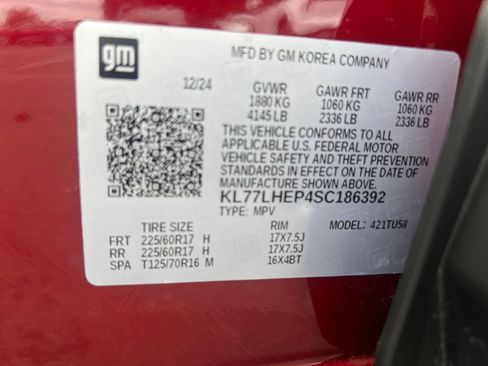 gm
MFD BY GM KOREA COMPANY
12/24 GVWR GAWR FRT GAWR RR
1880 KG 1060 KG 1060 KG
4145 LB 2336 LB 2336 LB
THIS VEHICLE CONFORMS TO ALL
APPLICABLE U.S. FEDERAL MOTOR
VEHICLE SAFETY AND THEFT PREVENTION
STANDARDS IN EFFECT ON THE DATE OF
MANUFACTURE SHOWN ABOVE.
KL77LHEP4SC186392
TYPE: MPV MODEL: 421TU58
TIRE SIZE RIM
FRT 225/60R17 H 17X7.5J
RR 225/60R17 H 17X7.5J
SPA T125/70R16 M 16X4BT